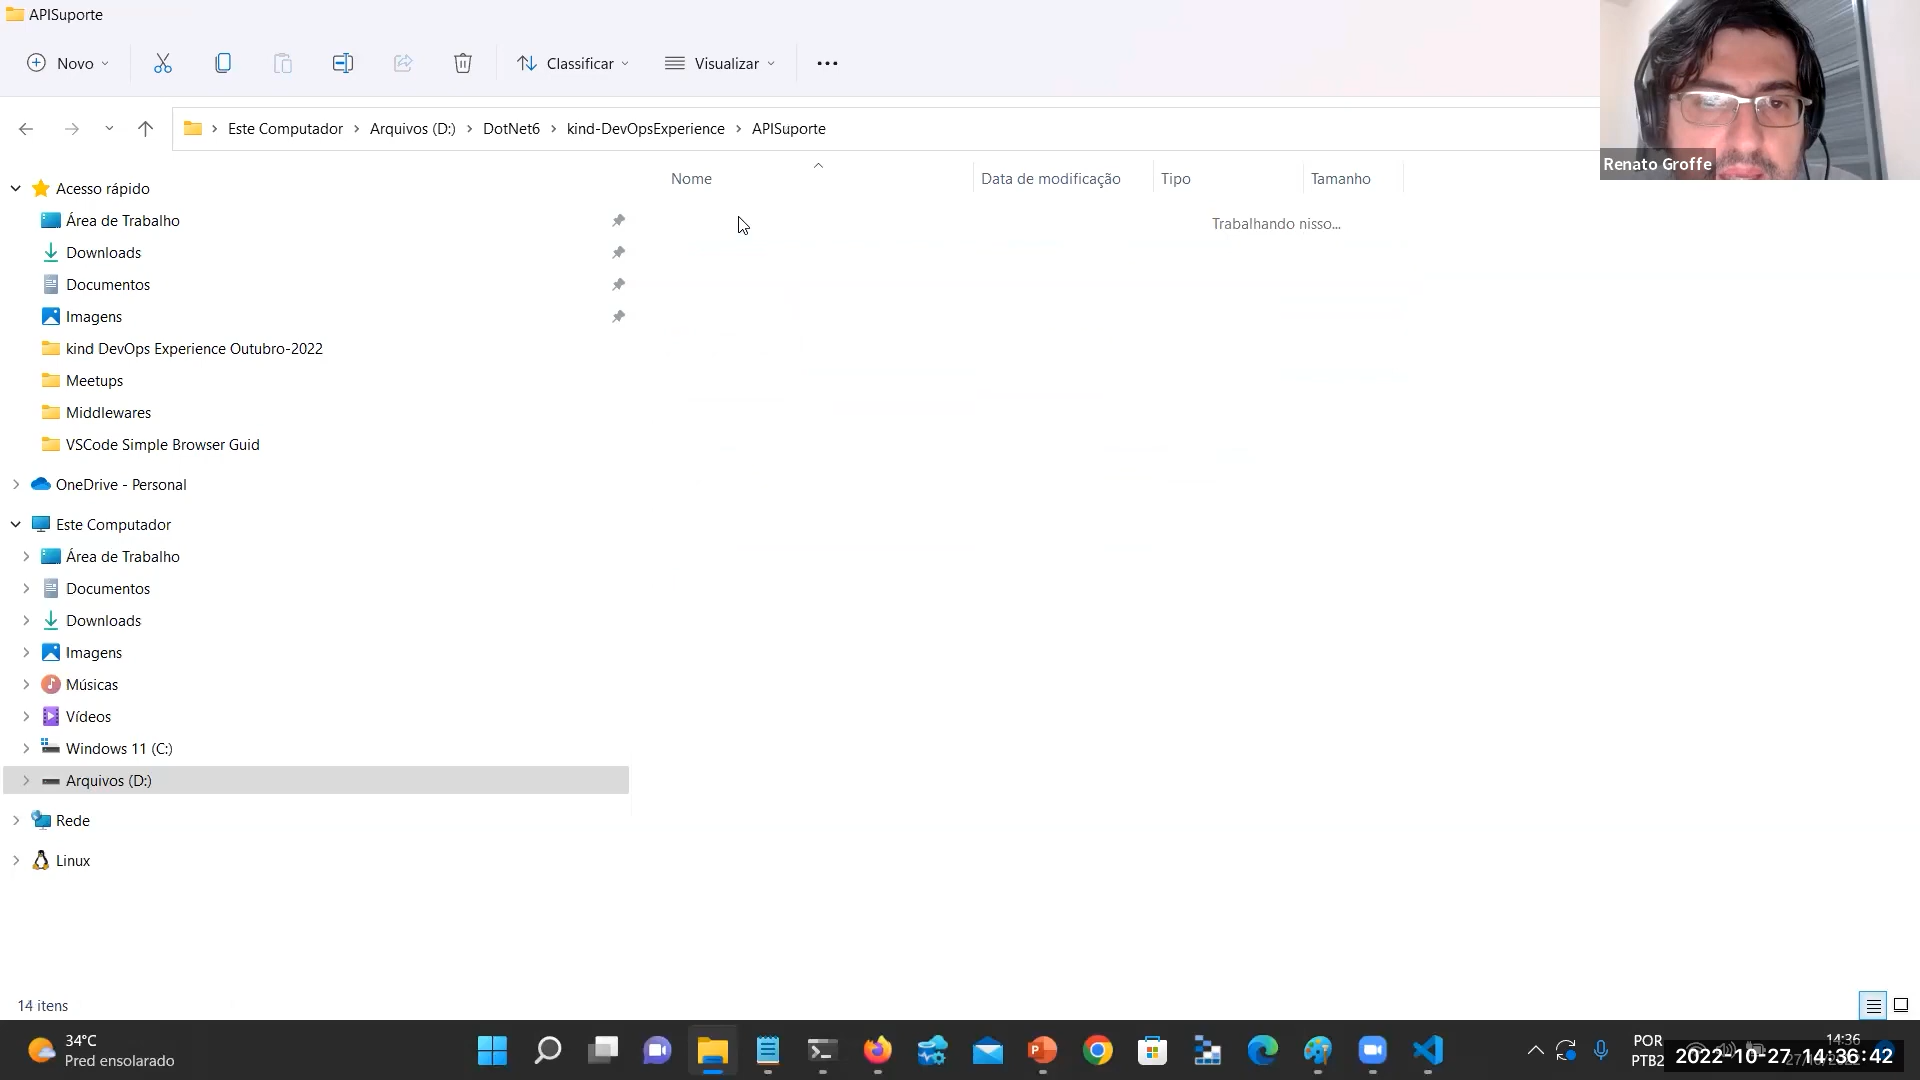 APISuporte
Novo
Classificar
Visualizar
Este Computador
Arquivos (D:)
DotNet6
kind-DevOpsExperience
APISuporte
Renato Groffe
Nome
Data de modificação
Tipo
Tamanho
Trabalhando nisso...
Acesso rápido
Área de Trabalho
Downloads
Documentos
Imagens
kind DevOps Experience Outubro-2022
Meetups
Middlewares
VSCode Simple Browser Guid
OneDrive - Personal
Este Computador
Área de Trabalho
Documentos
Downloads
Imagens
Músicas
Vídeos
Windows 11 (C:)
Arquivos (D:)
Rede
Linux
14 itens
34°C
Pred ensolarado
POR
PTB2
14:36
2022-10-27 14:36:42